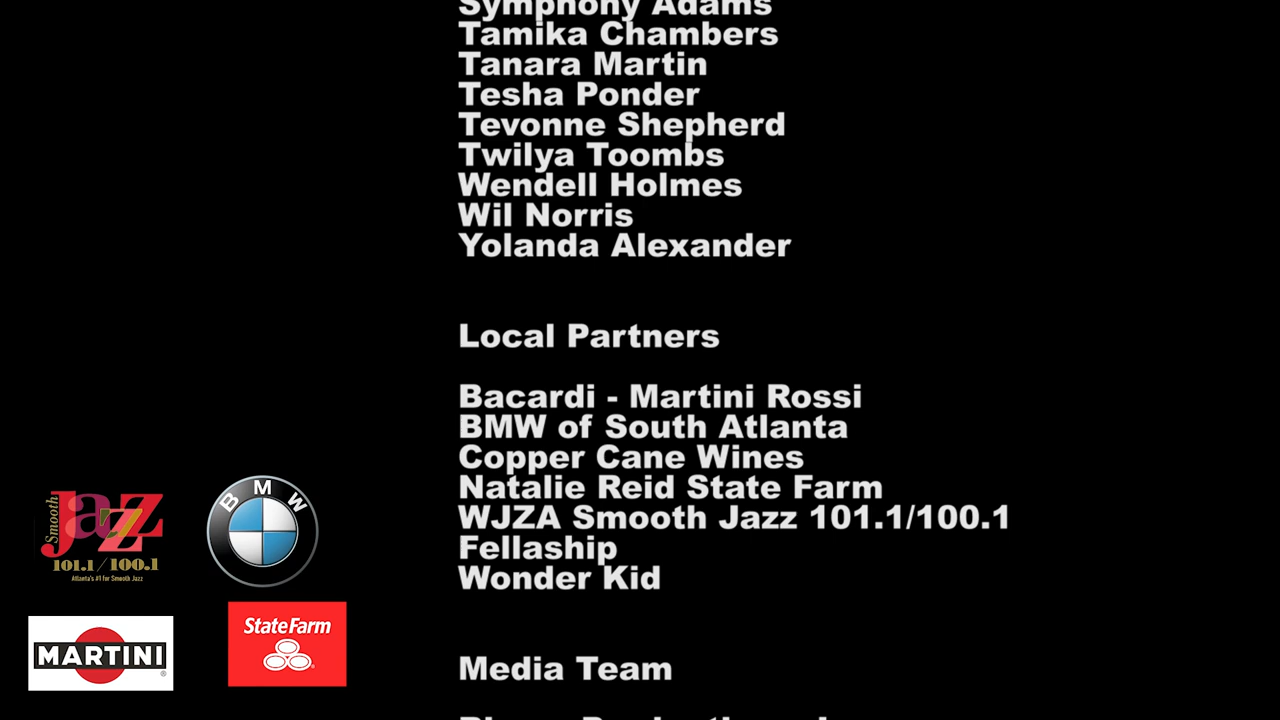 Symphony Adams
Tamika Chambers
Tanara Martin
Tesha Ponder
Tevonne Shepherd
Twilya Toombs
Wendell Holmes
Wil Norris
Yolanda Alexander
Local Partners
Bacardi - Martini Rossi
BMW of South Atlanta
Copper Cane Wines
Natalie Reid State Farm
WJZA Smooth Jazz 101.1/100.1
Fellaship
Wonder Kid
Media Team
Smooth
Jazz
101.1/100.1
Atlanta's #1 for Smooth Jazz
BMW
MARTINI®
StateFarm